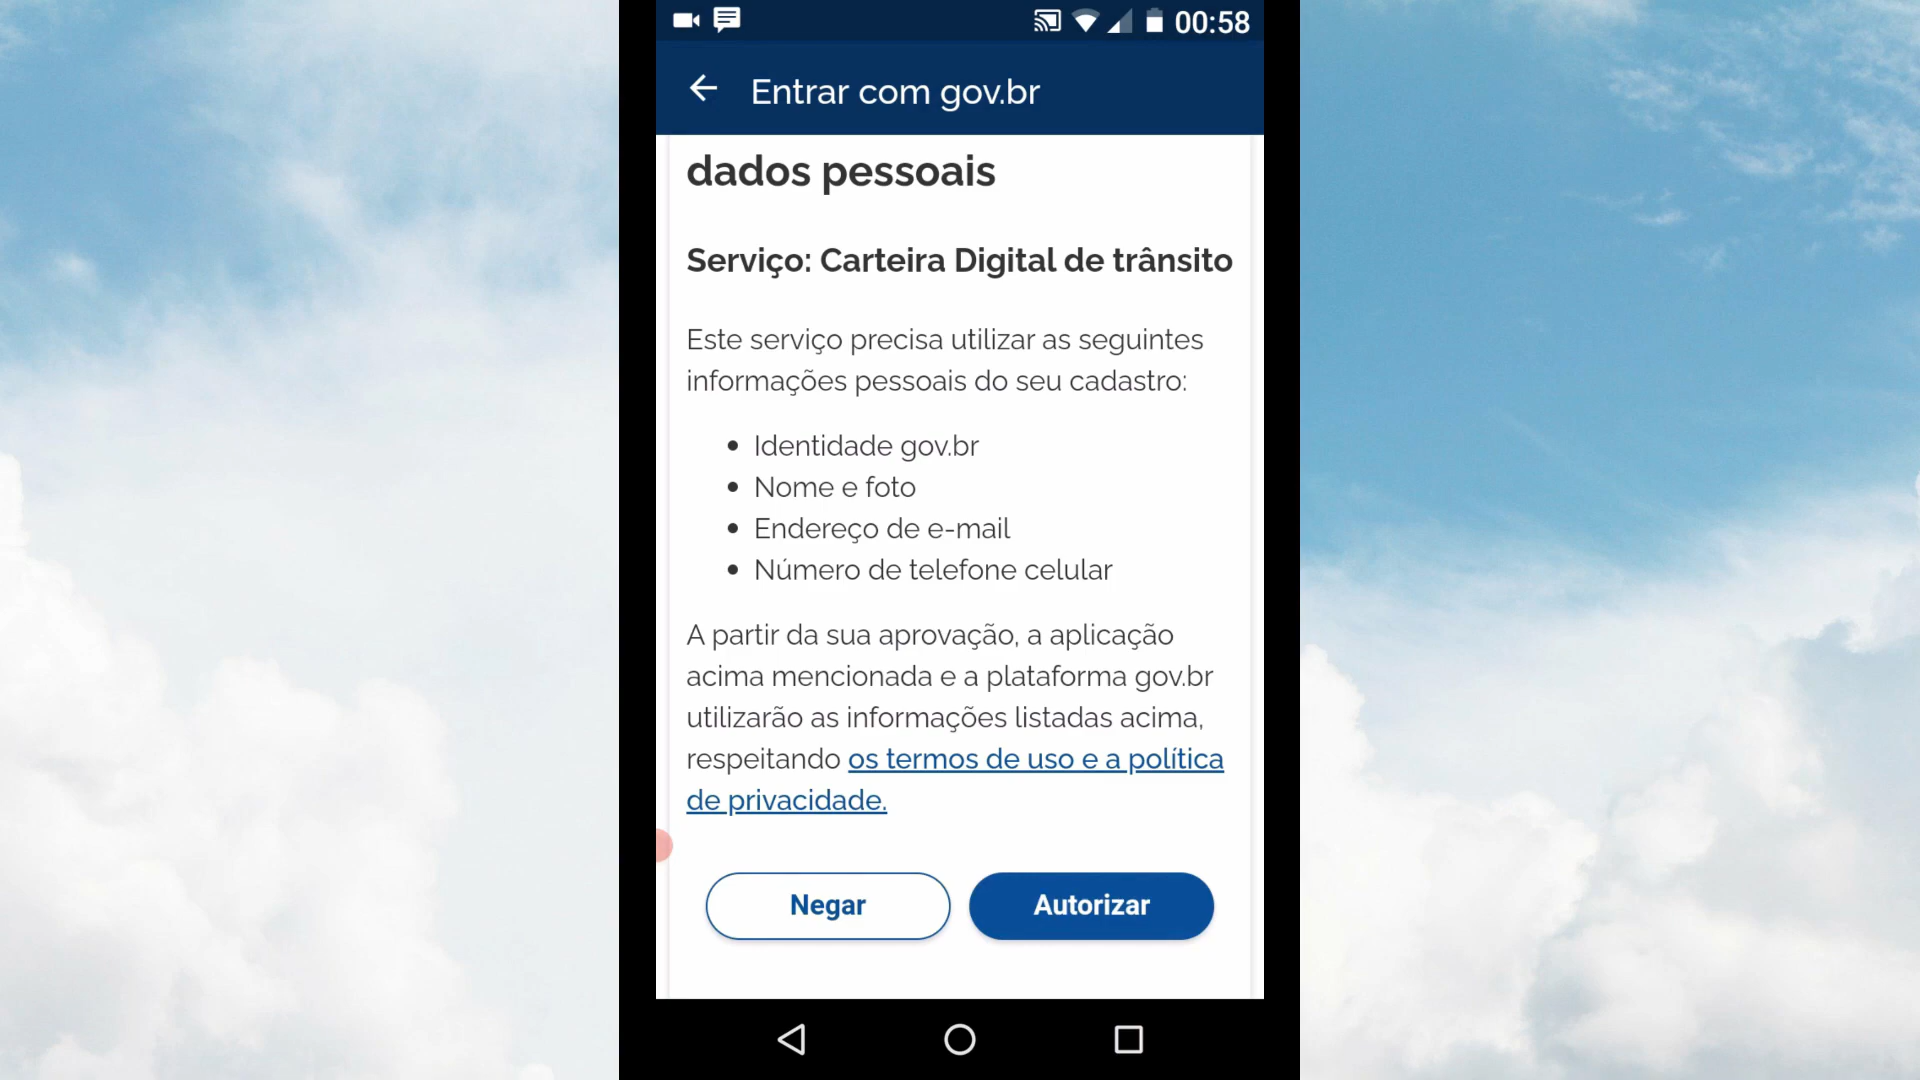 00:58
Entrar com gov.br
dados pessoais
Serviço: Carteira Digital de trânsito
Este serviço precisa utilizar as seguintes
informações pessoais do seu cadastro:
• Identidade gov.br
• Nome e foto
• Endereço de e-mail
• Número de telefone celular
A partir da sua aprovação, a aplicação
acima mencionada e a plataforma gov.br
utilizarão as informações listadas acima,
respeitando os termos de uso e a política
de privacidade.
Negar
Autorizar